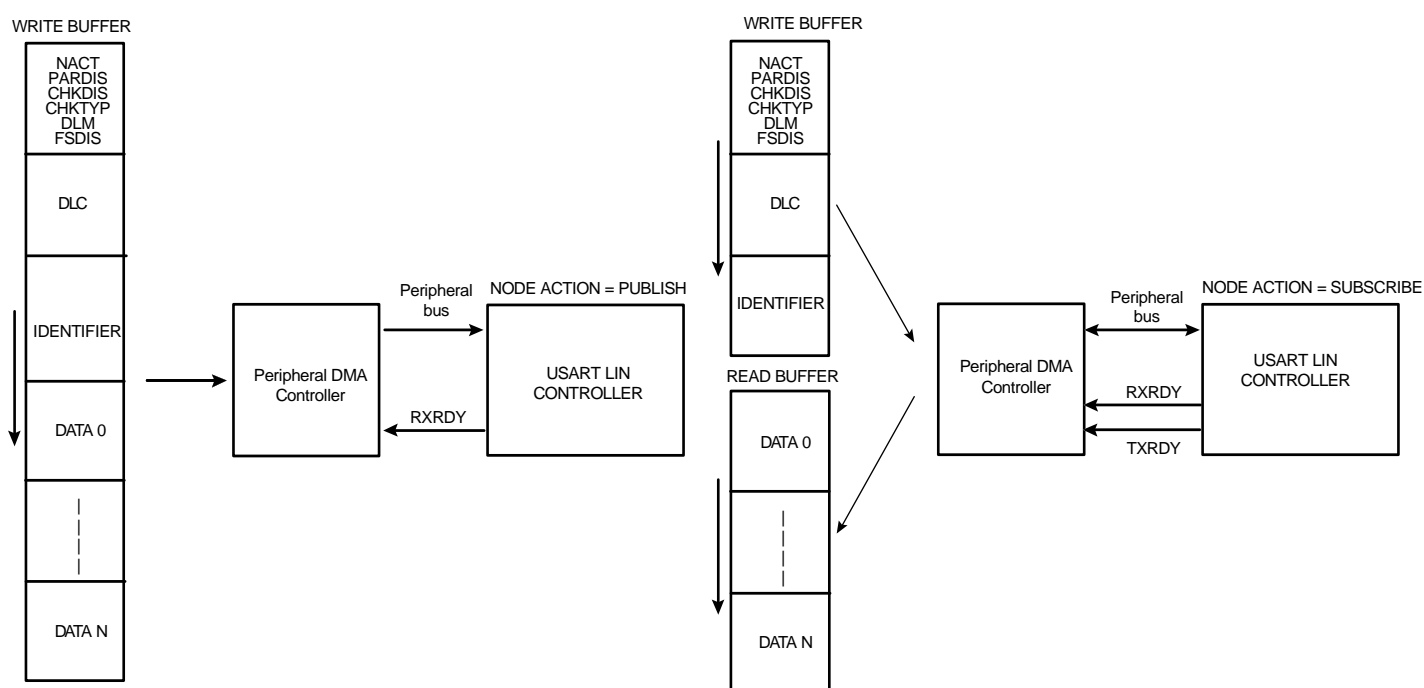 WRITE BUFFER
NACT
PARDIS
CHKDIS
CHKTYP
DLM
FSDIS
DLC
IDENTIFIER
DATA 0
DATA N
Peripheral DMA
Controller
Peripheral
bus
RXRDY
NODE ACTION = PUBLISH
USART LIN
CONTROLLER
WRITE BUFFER
NACT
PARDIS
CHKDIS
CHKTYP
DLM
FSDIS
DLC
IDENTIFIER
READ BUFFER
DATA 0
DATA N
Peripheral DMA
Controller
Peripheral
bus
RXRDY
TXRDY
NODE ACTION = SUBSCRIBE
USART LIN
CONTROLLER